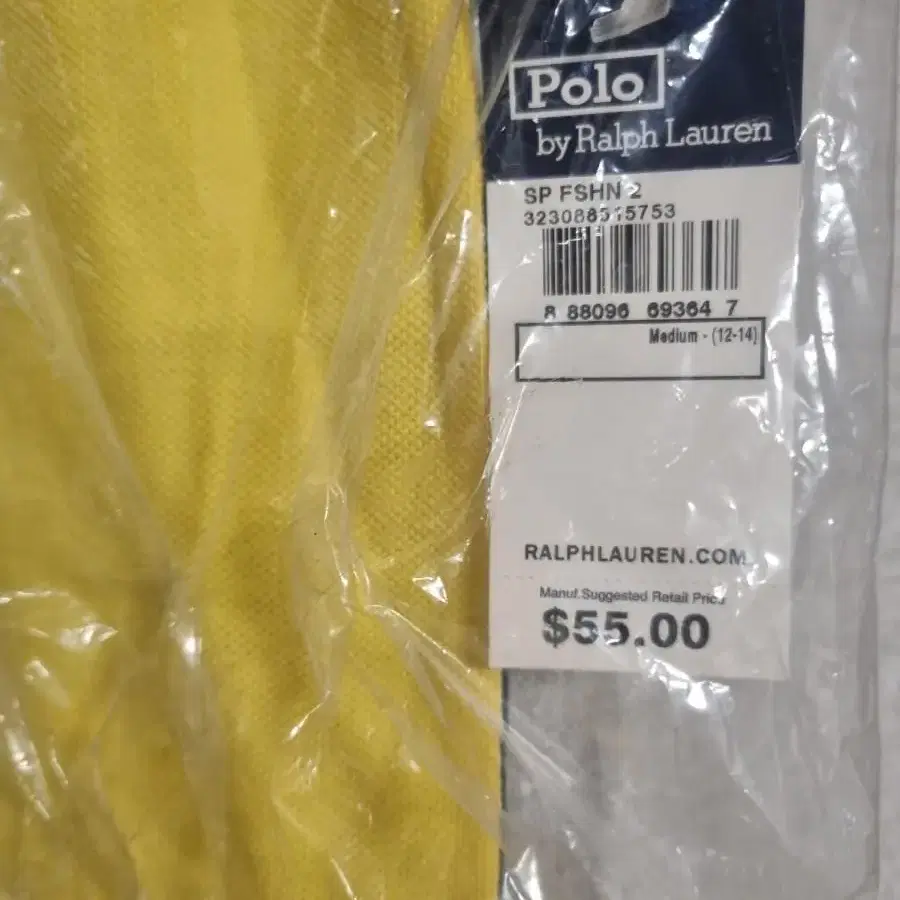 Polo
by Ralph Lauren
SP FSHN 2
323088515753
8 88096 69364 7
Medium - (12-14)
RALPHLAUREN.COM
Manuf.Suggested Retail Price
$55.00